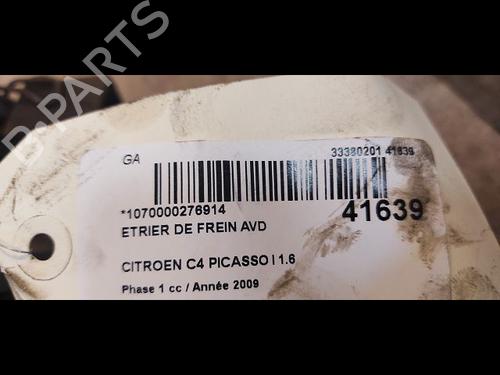 B-PARTS
GA
33380201 41639
*1070000276914
41639
ETRIER DE FREIN AVD
CITROEN C4 PICASSO I 1.6
Phase 1 cc / Année 2009